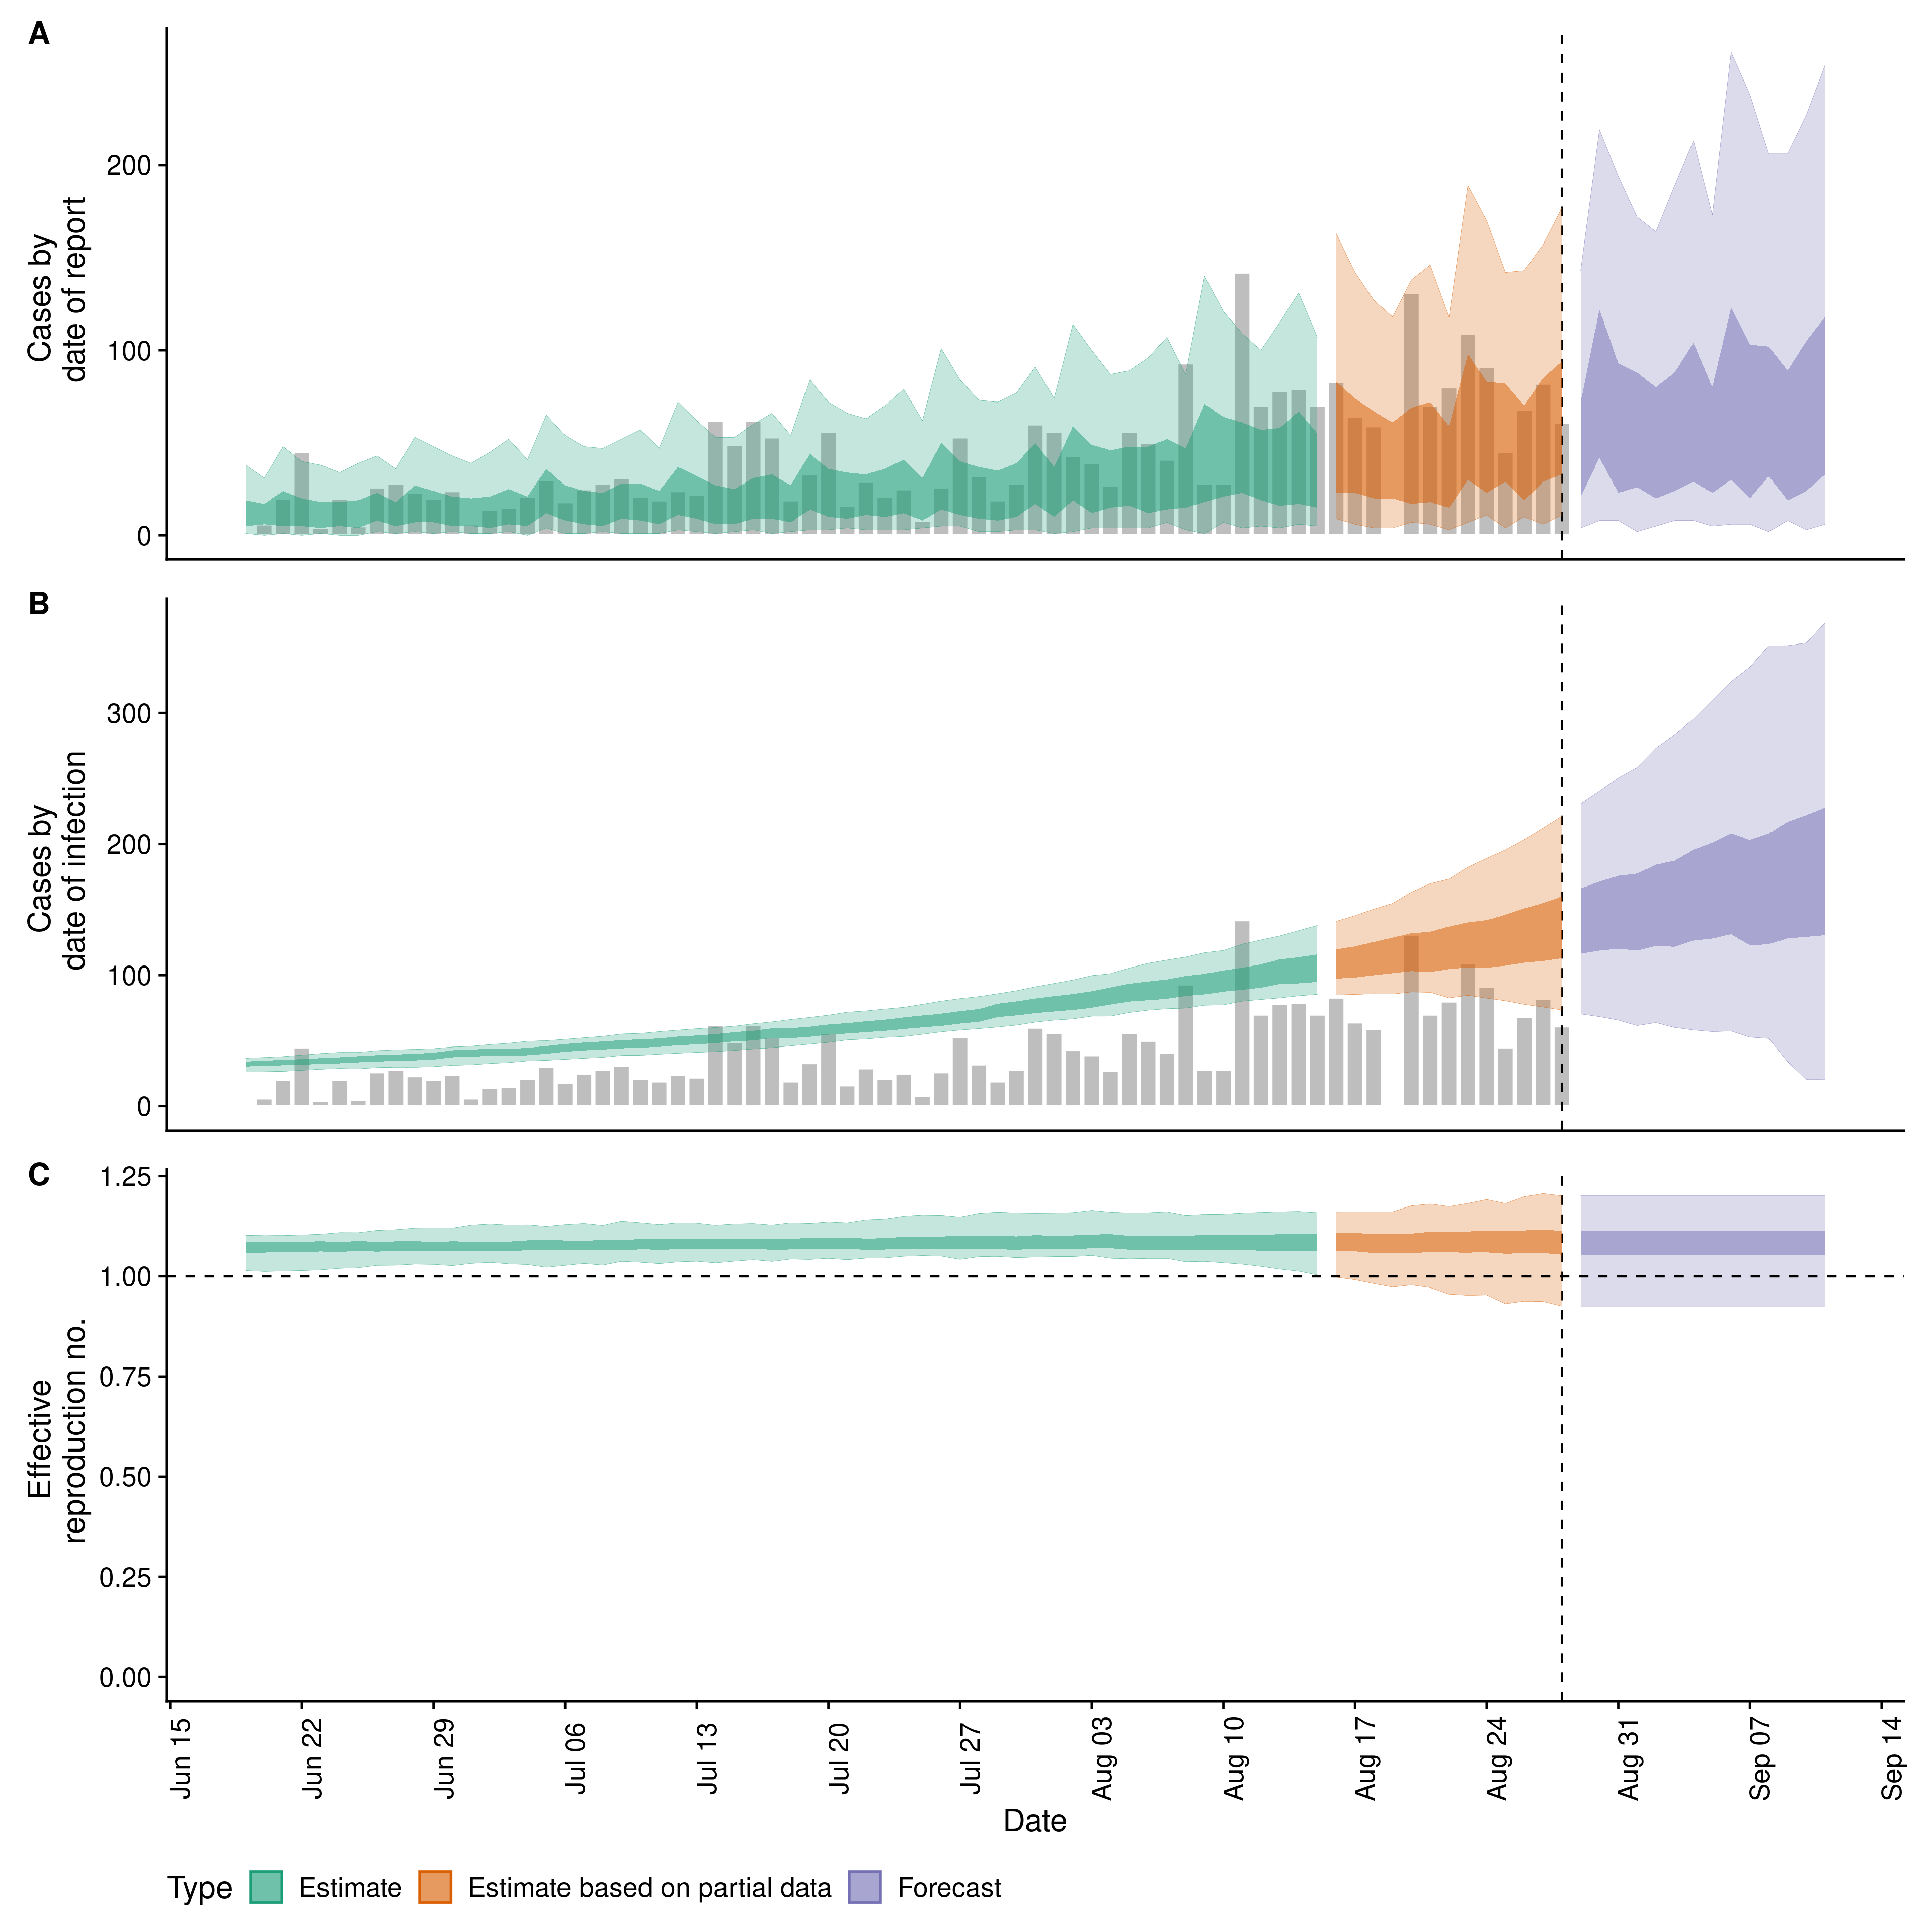 A
Cases by
date of report
200
100
0
B
Cases by
date of infection
300
200
100
0
C
Effective
reproduction no.
1.25
1.00
0.75
0.50
0.25
0.00
Jun 15
Jun 22
Jun 29
Jul 06
Jul 13
Jul 20
Jul 27
Aug 03
Aug 10
Aug 17
Aug 24
Aug 31
Sep 07
Sep 14
Date
Type
Estimate
Estimate based on partial data
Forecast